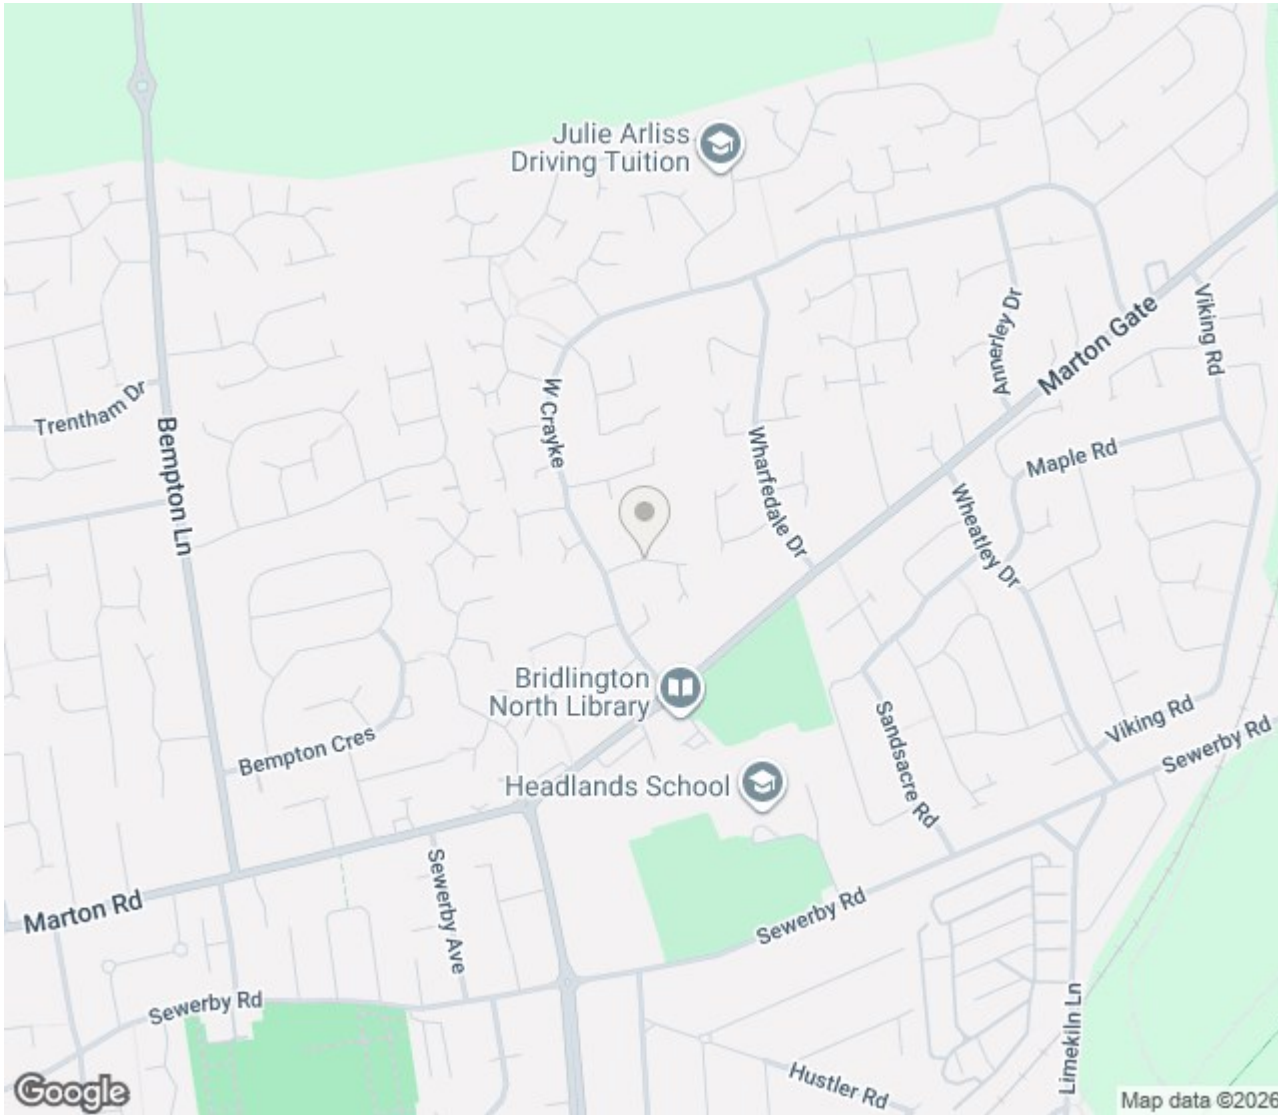 Julie Arliss
Driving Tuition
Marton Gate
Viking Rd
Annerley Dr
Trentham Dr
W Crayke
Bempton Ln
Wharfedale Dr
Maple Rd
Wheatley Dr
Bridlington
North Library
Sandsacre Rd
Viking Rd
Sewerby Rd
Bempton Cres
Headlands School
Sewerby Ave
Marton Rd
Sewerby Rd
Sewerby Rd
Limekiln Ln
Hustler Rd
Google
Map data ©2026